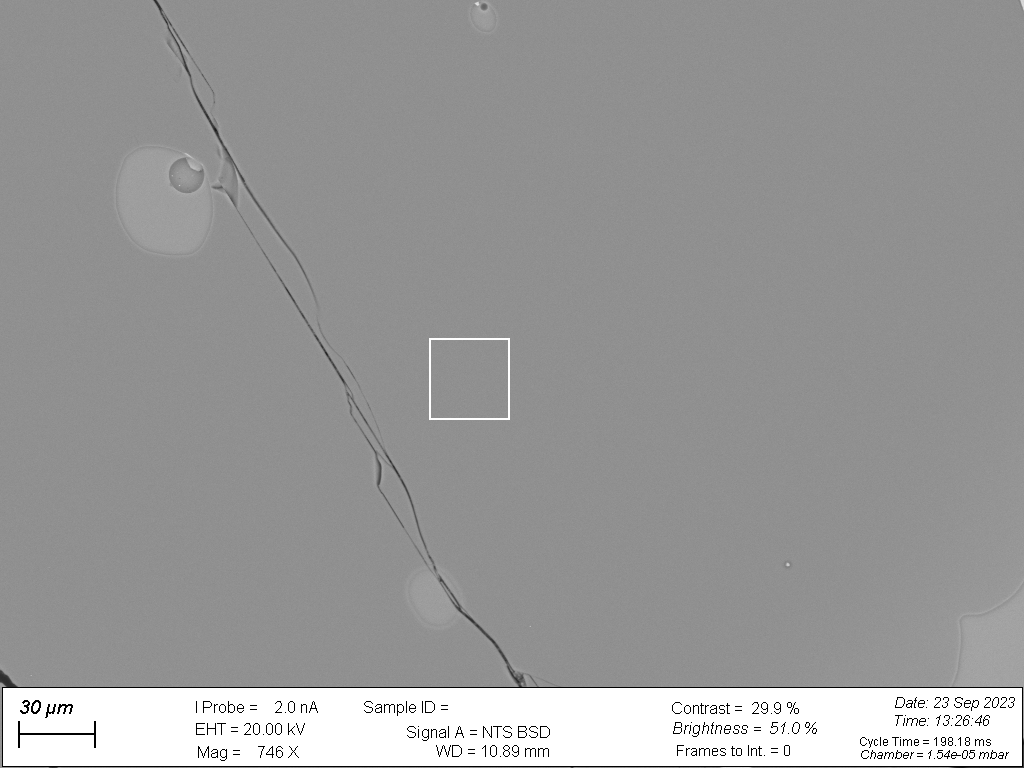 30 µm
I Probe = 2.0 nA
EHT = 20.00 kV
Mag = 746 X
Sample ID =
Signal A = NTS BSD
WD = 10.89 mm
Contrast = 29.9 %
Brightness = 51.0 %
Frames to Int. = 0
Date: 23 Sep 2023
Time: 13:26:46
Cycle Time = 198.18 ms
Chamber = 1.54e-05 mbar